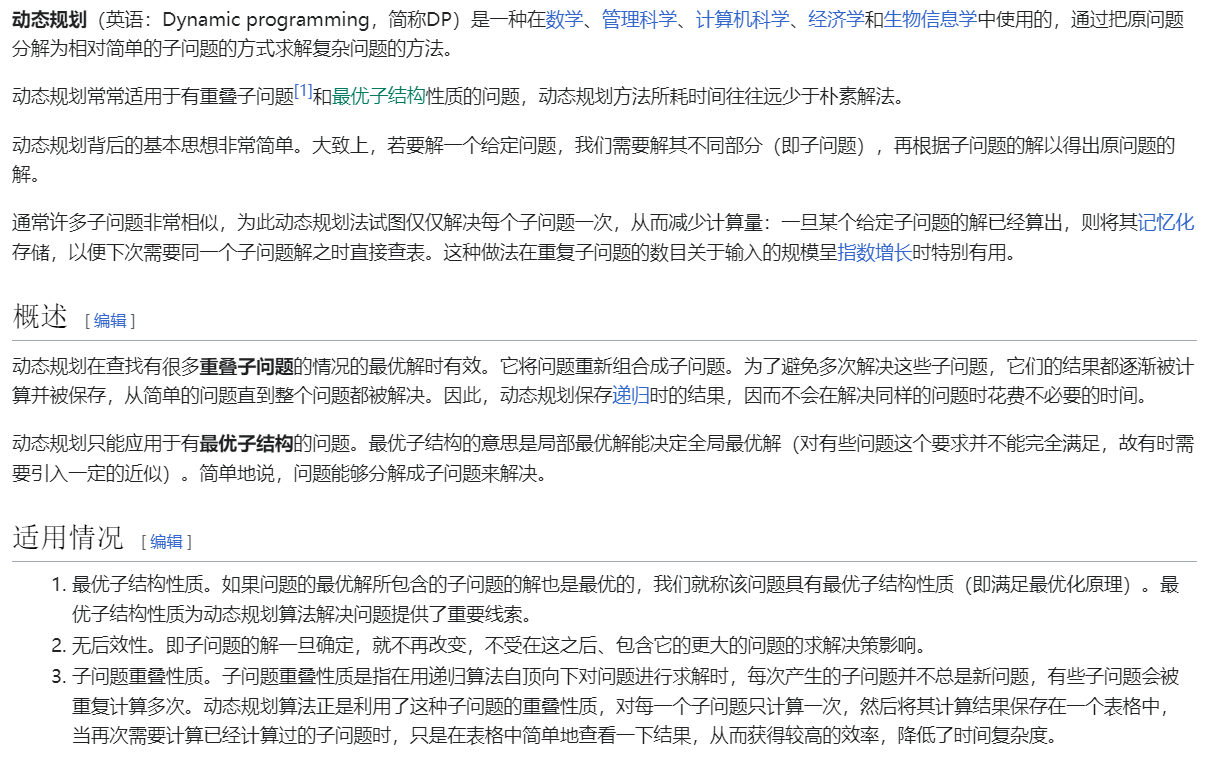 动态规划（英语：Dynamic programming，简称DP）是一种在数学、管理科学、计算机科学、经济学和生物信息学中使用的，通过把原问题
分解为相对简单的子问题的方式求解复杂问题的方法。
动态规划常常适用于有重叠子问题[1]和最优子结构性质的问题，动态规划方法所耗时间往往远少于朴素解法。
动态规划背后的基本思想非常简单。大致上，若要解一个给定问题，我们需要解其不同部分（即子问题），再根据子问题的解以得出原问题的
解。
通常许多子问题非常相似，为此动态规划法试图仅仅解决每个子问题一次，从而减少计算量：一旦某个给定子问题的解已经算出，则将其记忆化
存储，以便下次需要同一个子问题解之时直接查表。这种做法在重复子问题的数目关于输入的规模呈指数增长时特别有用。
概述 [编辑]
动态规划在查找有很多重叠子问题的情况的最优解时有效。它将问题重新组合成子问题。为了避免多次解决这些子问题，它们的结果都逐渐被计
算并被保存，从简单的问题直到整个问题都被解决。因此，动态规划保存递归时的结果，因而不会在解决同样的问题时花费不必要的时间。
动态规划只能应用于有最优子结构的问题。最优子结构的意思是局部最优解能决定全局最优解（对有些问题这个要求并不能完全满足，故有时需
要引入一定的近似）。简单地说，问题能够分解成子问题来解决。
适用情况 [编辑]
1. 最优子结构性质。如果问题的最优解所包含的子问题的解也是最优的，我们就称该问题具有最优子结构性质（即满足最优化原理）。最
优子结构性质为动态规划算法解决问题提供了重要线索。
2. 无后效性。即子问题的解一旦确定，就不再改变，不受在这之后、包含它的更大的问题的求解决策影响。
3. 子问题重叠性质。子问题重叠性质是指在用递归算法自顶向下对问题进行求解时，每次产生的子问题并不总是新问题，有些子问题会被
重复计算多次。动态规划算法正是利用了这种子问题的重叠性质，对每一个子问题只计算一次，然后将其计算结果保存在一个表格中，
当再次需要计算已经计算过的子问题时，只是在表格中简单地查看一下结果，从而获得较高的效率，降低了时间复杂度。